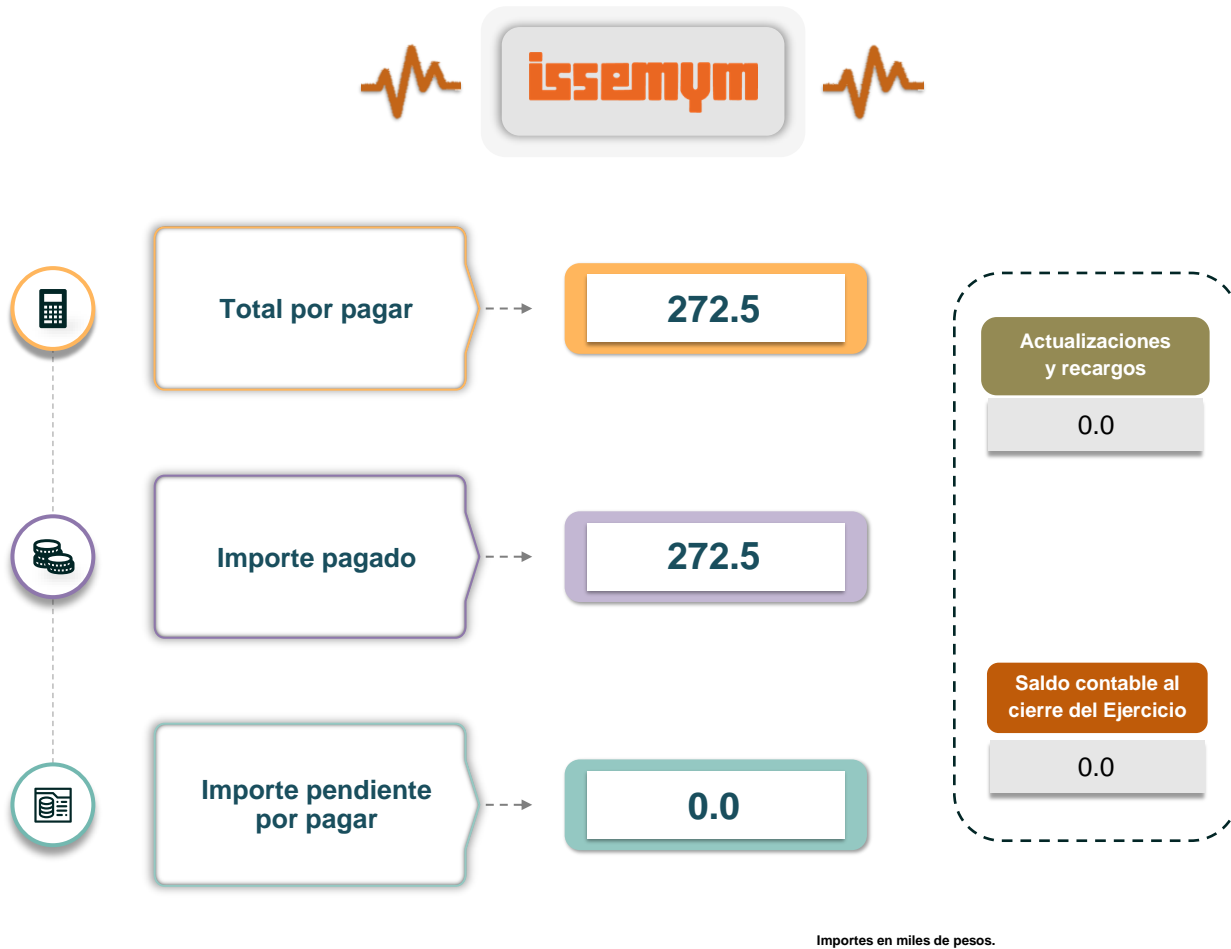 issemym
Total por pagar
272.5
Actualizaciones
y recargos
0.0
Importe pagado
272.5
Saldo contable al
cierre del Ejercicio
0.0
Importe pendiente
por pagar
0.0
Importes en miles de pesos.